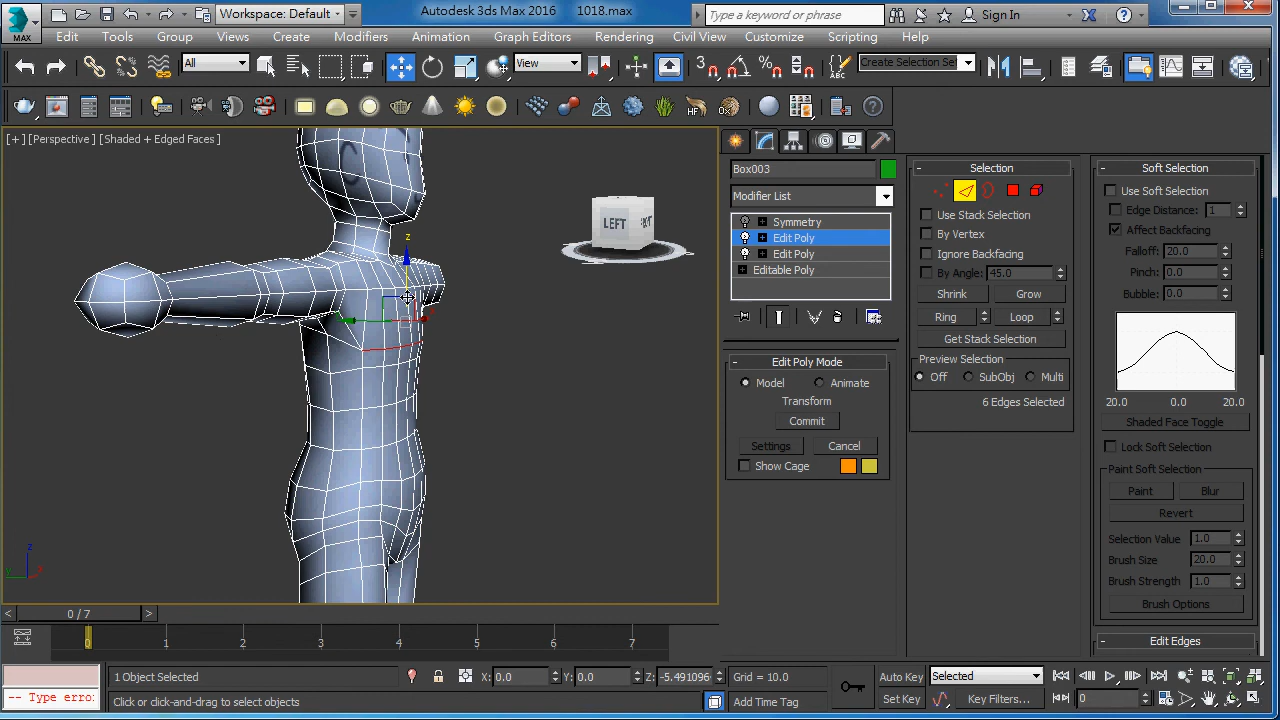 Workspace: Default
Autodesk 3ds Max 2016
1018.max
Type a keyword or phrase
Sign In
MAX
Edit
Tools
Group
Views
Create
Modifiers
Animation
Graph Editors
Rendering
Civil View
Customize
Scripting
Help
All
View
Create Selection Se
[+] [Perspective] [Shaded + Edged Faces ]
LEFT
Box003
Modifier List
Symmetry
Edit Poly
Edit Poly
Editable Poly
Edit Poly Mode
Model
Animate
Transform
Commit
Settings
Cancel
Show Cage
Selection
Use Stack Selection
By Vertex
Ignore Backfacing
By Angle: 45.0
Shrink
Grow
Ring
Loop
Get Stack Selection
Preview Selection
Off
SubObj
Multi
6 Edges Selected
Soft Selection
Use Soft Selection
Edge Distance: 1
Affect Backfacing
Falloff: 20.0
Pinch: 0.0
Bubble: 0.0
20.0 0.0 20.0
Shaded Face Toggle
Lock Soft Selection
Paint Soft Selection
Paint
Blur
Revert
Selection Value 1.0
Brush Size 20.0
Brush Strength 1.0
Brush Options
Edit Edges
z
z
y
x
< 0 / 7 >
0 1 2 3 4 5 6 7
1 Object Selected
X: 0.0
Y: 0.0
Z: -5.491096
Grid = 10.0
Auto Key
Selected
-- Type erro:
Click or click-and-drag to select objects
Add Time Tag
Set Key
Key Filters...
0